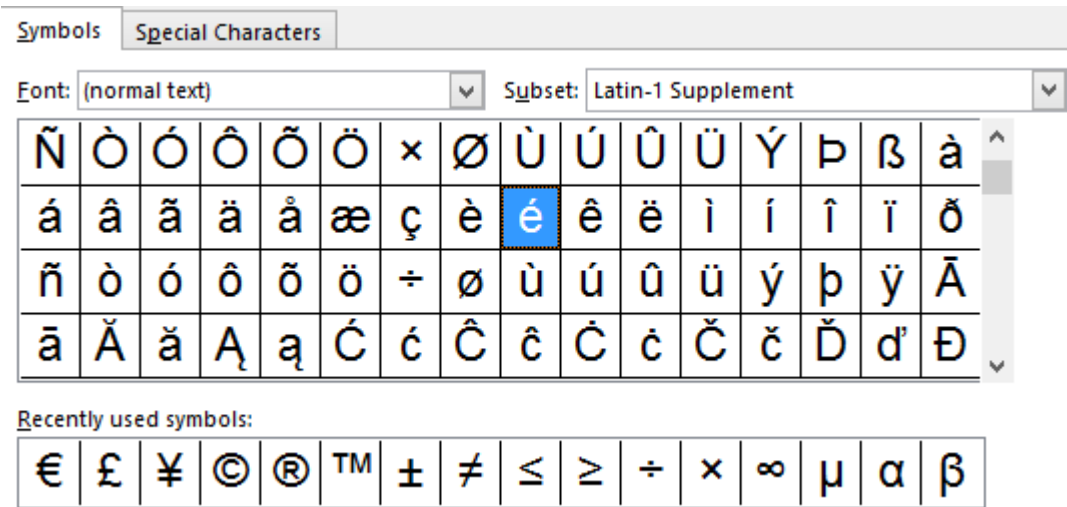 Symbols Special Characters
Font: (normal text) Subset: Latin-1 Supplement
Ñ Ò Ó Ô Õ Ö × Ø Ù Ú Û Ü Ý Þ ß à
á â ã ä å æ ç è é ê ë ì í î ï ð
ñ ò ó ô õ ö ÷ ø ù ú û ü ý þ ÿ Ā
ā Ă ă Ą ą Ć ć Ĉ ĉ Ċ ċ Č č Ď ď Đ
Recently used symbols:
€ £ ¥ © ® ™ ± ≠ ≤ ≥ ÷ × ∞ µ α β